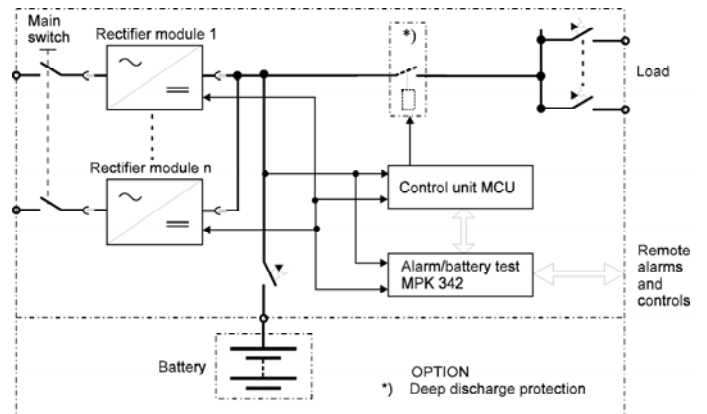 Main
switch
Rectifier module 1
*)
Load
Rectifier module n
Control unit MCU
Alarm/battery test
MPK 342
Remote
alarms
and
controls
Battery
OPTION
*) Deep discharge protection